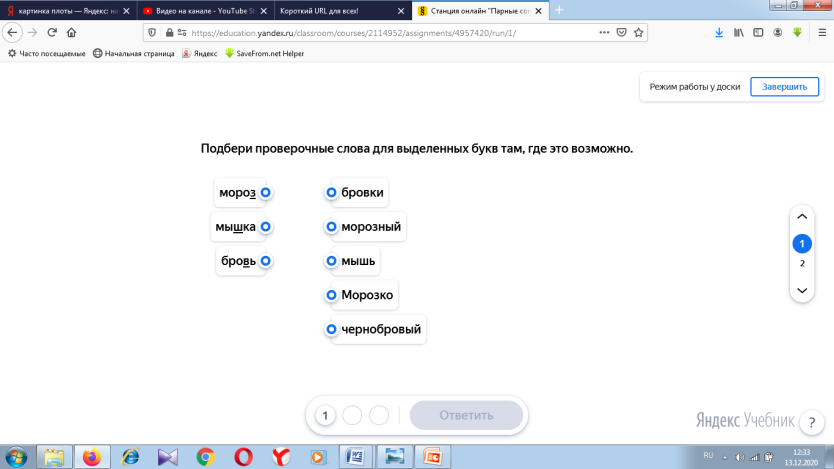 картинка плоты — Яндекс: на
Видео на канале - YouTube St
Короткий URL для всех!
Станция онлайн "Парные со
https://education.yandex.ru/classroom/courses/2114952/assignments/4957420/run/1/
Часто посещаемые
Начальная страница
Яндекс
SaveFrom.net Helper
Режим работы у доски
Завершить
Подбери проверочные слова для выделенных букв там, где это возможно.
мороз
бровки
мышка
морозный
бровь
мышь
Морозко
чернобровый
1
2
1
Ответить
Яндекс Учебник
?
RU
12:33
13.12.2020